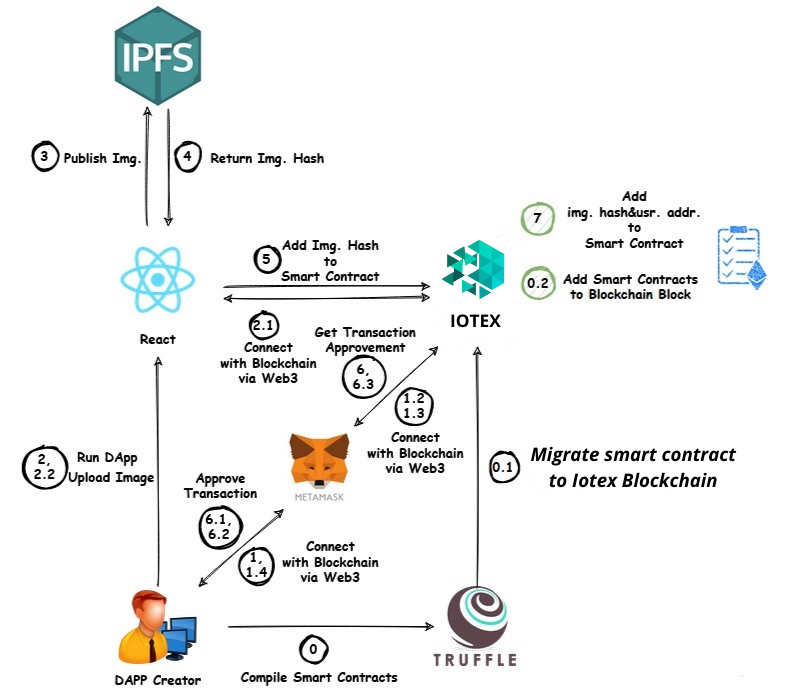 IPFS
3
Publish Img.
4
Return Img. Hash
7
Add
img. hash&usr. addr.
to
Smart Contract
5
Add Img. Hash
to
Smart Contract
0.2
Add Smart Contracts
to Blockchain Block
IOTEX
React
2.1
Connect
with Blockchain
via Web3
Get Transaction
Approvement
6,
6.3
1.2
1.3
Connect
with Blockchain
via Web3
2,
2.2
Run DApp
Upload Image
METAMASK
0.1
Migrate smart contract
to Iotex Blockchain
Approve
Transaction
6.1,
6.2
1,
1.4
Connect
with Blockchain
via Web3
DAPP Creator
0
Compile Smart Contracts
TRUFFLE